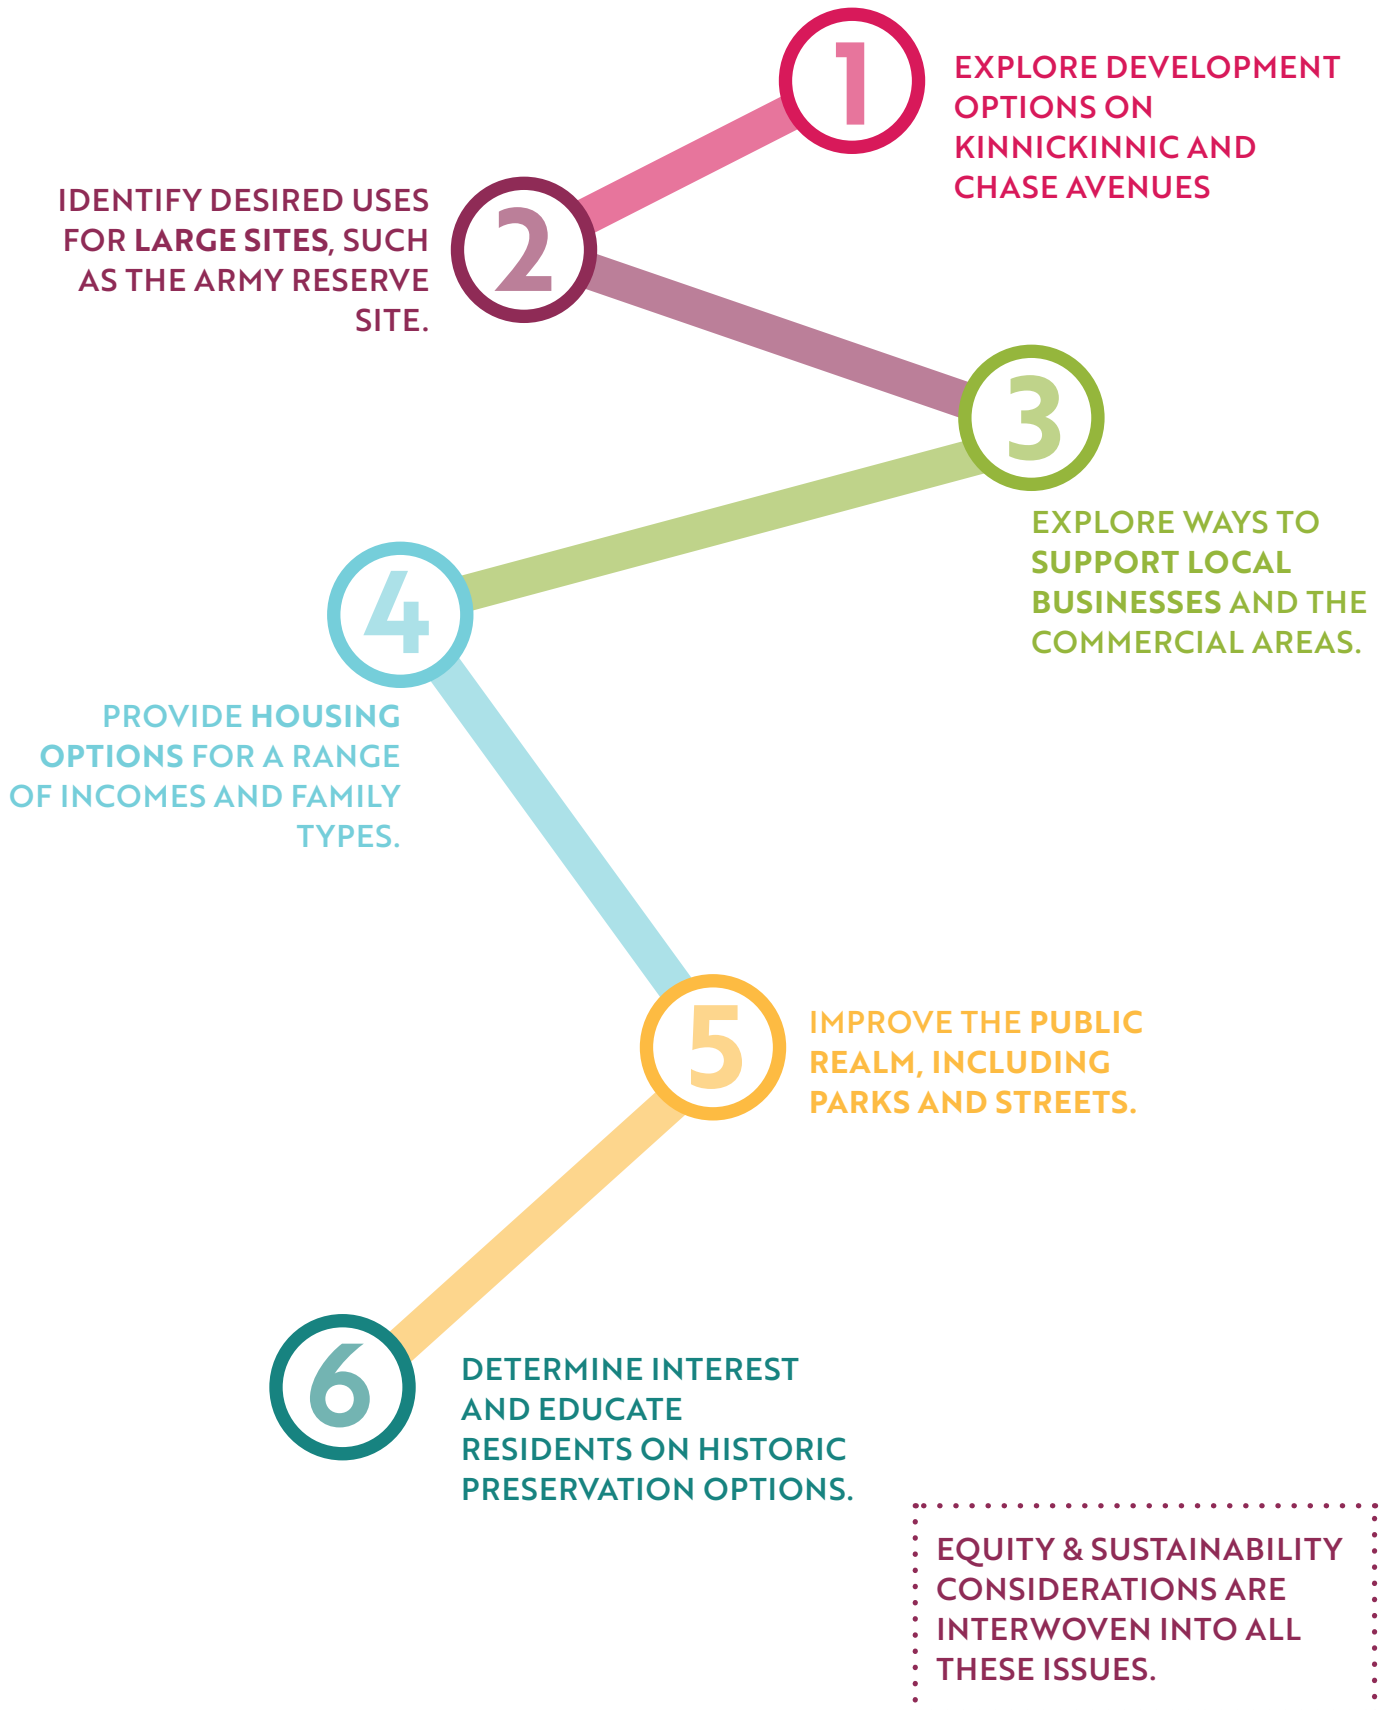 1
EXPLORE DEVELOPMENT
OPTIONS ON
KINNICKINNIC AND
CHASE AVENUES
2
IDENTIFY DESIRED USES
FOR LARGE SITES, SUCH
AS THE ARMY RESERVE
SITE.
3
EXPLORE WAYS TO
SUPPORT LOCAL
BUSINESSES AND THE
COMMERCIAL AREAS.
4
PROVIDE HOUSING
OPTIONS FOR A RANGE
OF INCOMES AND FAMILY
TYPES.
5
IMPROVE THE PUBLIC
REALM, INCLUDING
PARKS AND STREETS.
6
DETERMINE INTEREST
AND EDUCATE
RESIDENTS ON HISTORIC
PRESERVATION OPTIONS.
EQUITY & SUSTAINABILITY
CONSIDERATIONS ARE
INTERWOVEN INTO ALL
THESE ISSUES.